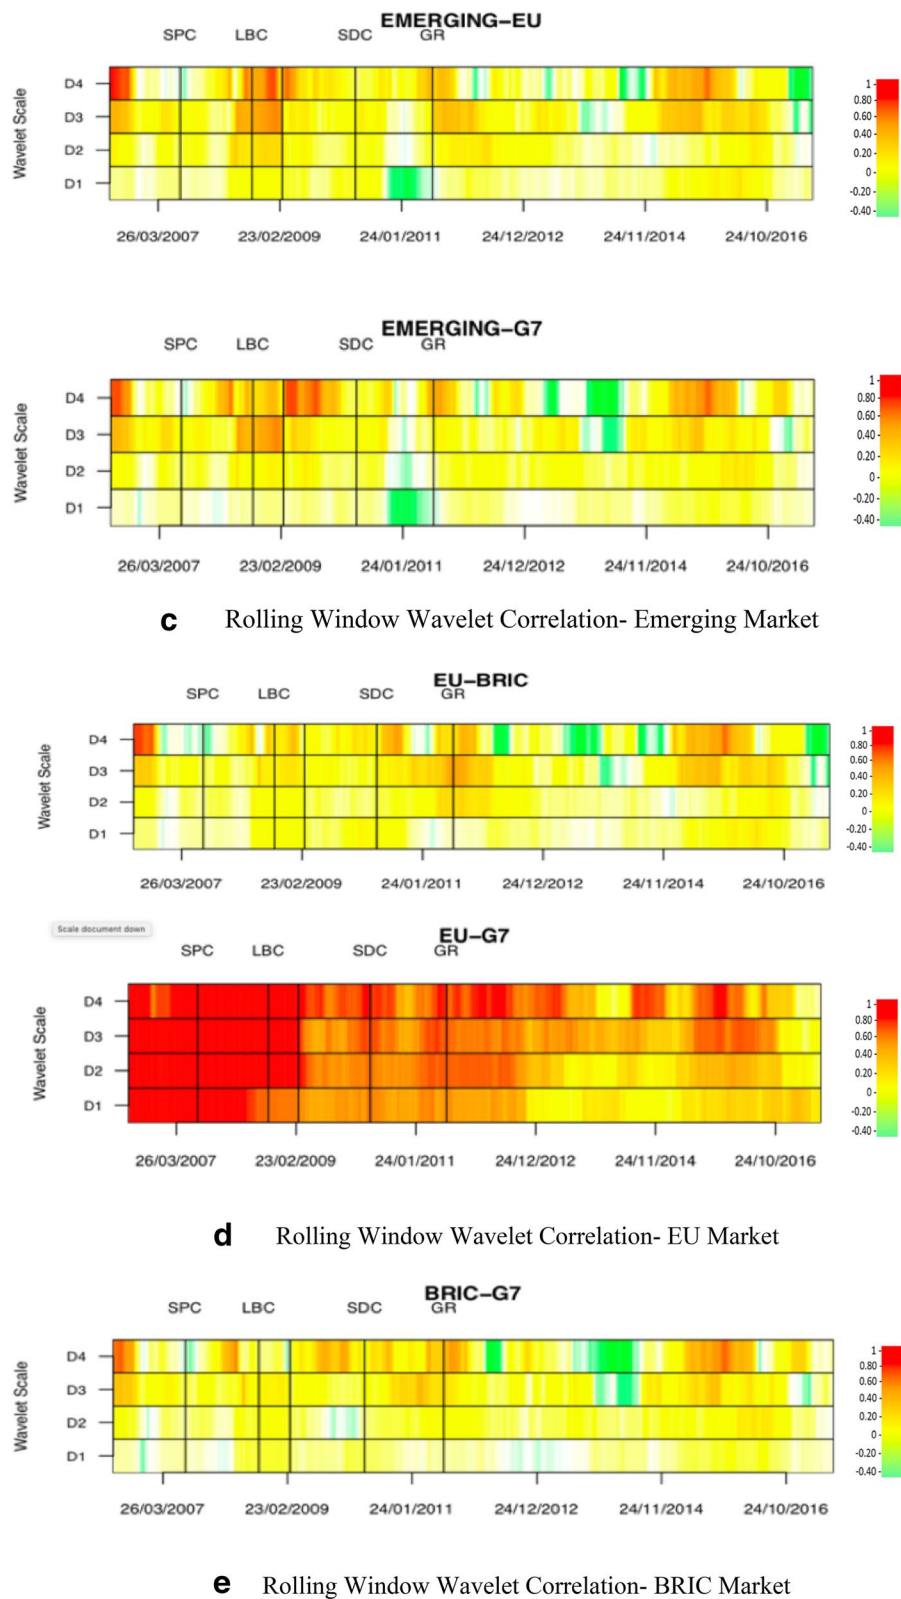 EMERGING–EU
SPC LBC SDC GR
Wavelet Scale
D4
D3
D2
D1
1
0.80
0.60
0.40
0.20
0
-0.20
-0.40
26/03/2007 23/02/2009 24/01/2011 24/12/2012 24/11/2014 24/10/2016
EMERGING–G7
SPC LBC SDC GR
Wavelet Scale
D4
D3
D2
D1
1
0.80
0.60
0.40
0.20
0
-0.20
-0.40
26/03/2007 23/02/2009 24/01/2011 24/12/2012 24/11/2014 24/10/2016
c Rolling Window Wavelet Correlation- Emerging Market
EU–BRIC
SPC LBC SDC GR
Wavelet Scale
D4
D3
D2
D1
1
0.80
0.60
0.40
0.20
0
-0.20
-0.40
26/03/2007 23/02/2009 24/01/2011 24/12/2012 24/11/2014 24/10/2016
Scale document down
EU–G7
SPC LBC SDC GR
Wavelet Scale
D4
D3
D2
D1
1
0.80
0.60
0.40
0.20
0
-0.20
-0.40
26/03/2007 23/02/2009 24/01/2011 24/12/2012 24/11/2014 24/10/2016
d Rolling Window Wavelet Correlation- EU Market
BRIC–G7
SPC LBC SDC GR
Wavelet Scale
D4
D3
D2
D1
1
0.80
0.60
0.40
0.20
0
-0.20
-0.40
26/03/2007 23/02/2009 24/01/2011 24/12/2012 24/11/2014 24/10/2016
e Rolling Window Wavelet Correlation- BRIC Market